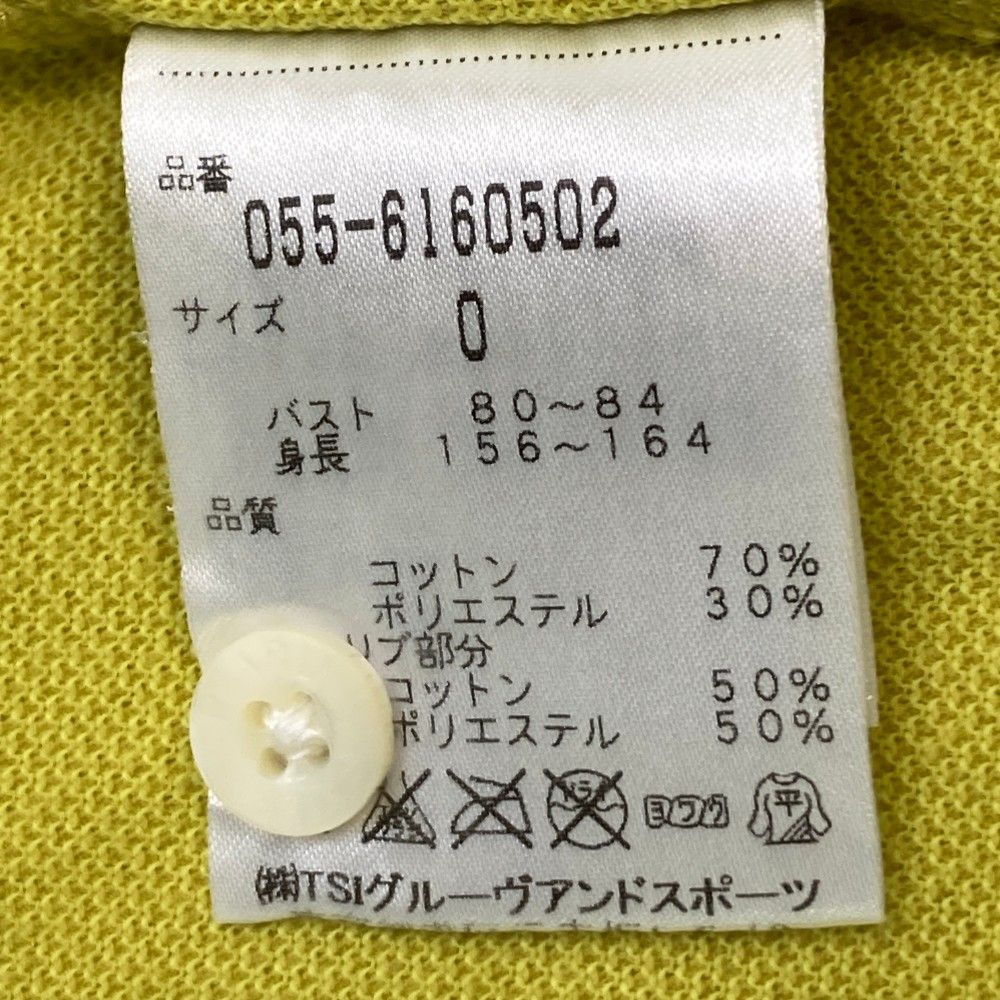 品番
055-6160502
サイズ 0
バスト 80～84
身長 156～164
品質
コットン 70%
ポリエステル 30%
リブ部分
コットン 50%
ポリエステル 50%
ヨワク 平
㈱TSIグルーヴアンドスポーツ